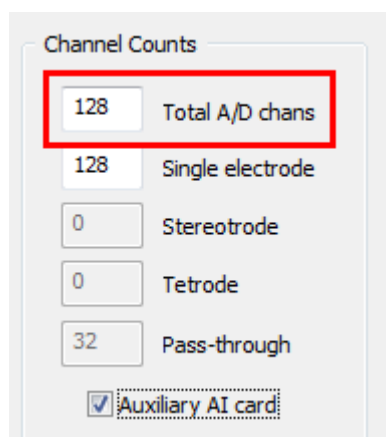 Channel Counts
128 Total A/D chans
128 Single electrode
0 Stereotrode
0 Tetrode
32 Pass-through
Auxiliary AI card